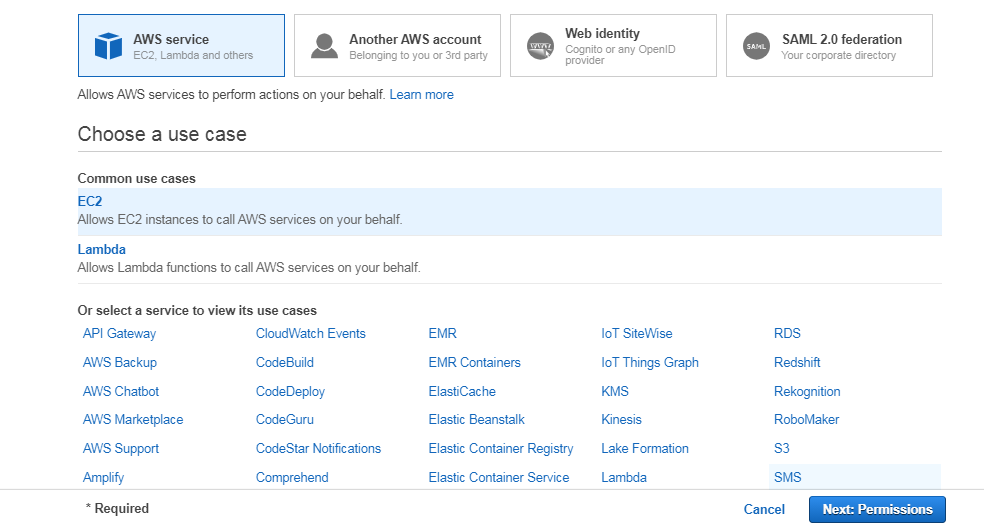 AWS service
EC2, Lambda and others
Another AWS account
Belonging to you or 3rd party
Web identity
Cognito or any OpenID
provider
SAML
SAML 2.0 federation
Your corporate directory
Allows AWS services to perform actions on your behalf. Learn more
Choose a use case
Common use cases
EC2
Allows EC2 instances to call AWS services on your behalf.
Lambda
Allows Lambda functions to call AWS services on your behalf.
Or select a service to view its use cases
API Gateway CloudWatch Events EMR IoT SiteWise RDS
AWS Backup CodeBuild EMR Containers IoT Things Graph Redshift
AWS Chatbot CodeDeploy ElastiCache KMS Rekognition
AWS Marketplace CodeGuru Elastic Beanstalk Kinesis RoboMaker
AWS Support CodeStar Notifications Elastic Container Registry Lake Formation S3
Amplify Comprehend Elastic Container Service Lambda SMS
* Required Cancel Next: Permissions